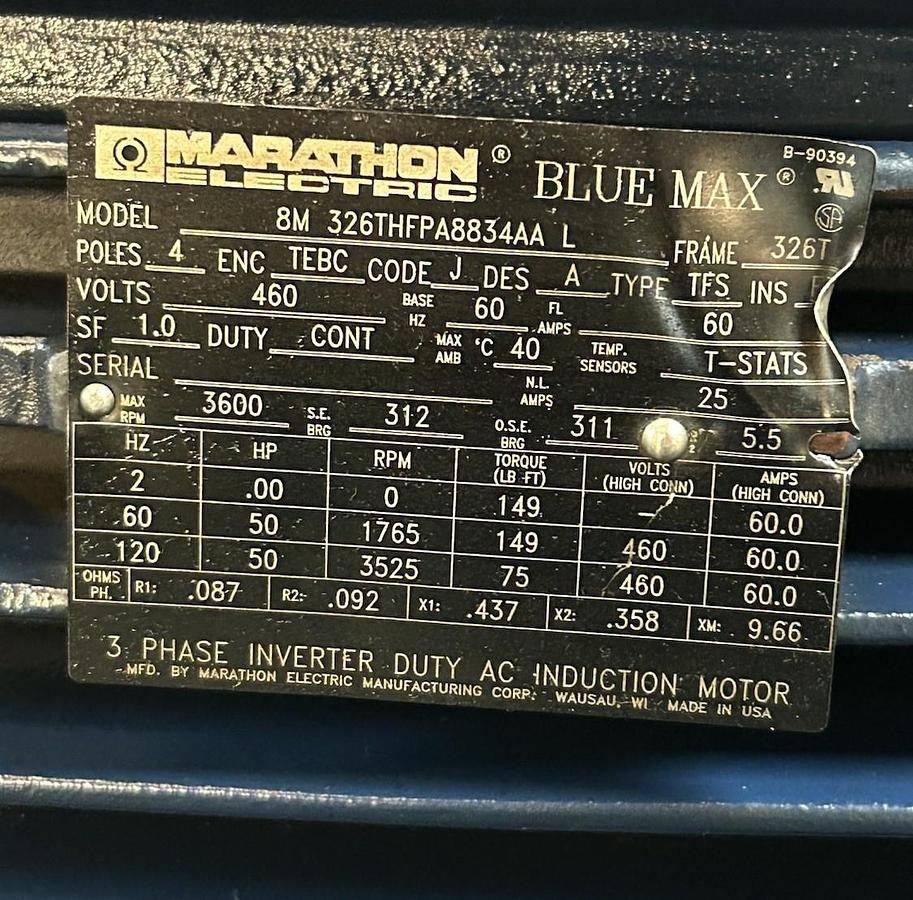 MARATHON ® BLUE MAX ® B-90394
ELECTRIC
MODEL 8M 326THFPA8834AA L FRAME 326T
POLES 4 ENC TEBC CODE J DES A TYPE TFS INS
VOLTS 460 BASE HZ 60 FL AMPS 60
SF 1.0 DUTY CONT MAX AMB °C 40 TEMP. SENSORS T-STATS
SERIAL N.L. AMPS 25
MAX RPM 3600 S.E. BRG 312 O.S.E. BRG 311 5.5
HZ HP RPM TORQUE (LB FT) VOLTS (HIGH CONN) AMPS (HIGH CONN)
2 .00 0 149 – 60.0
60 50 1765 149 460 60.0
120 50 3525 75 460 60.0
OHMS PH. R1: .087 R2: .092 X1: .437 X2: .358 XM: 9.66
3 PHASE INVERTER DUTY AC INDUCTION MOTOR
MFD. BY MARATHON ELECTRIC MANUFACTURING CORP. WAUSAU, WI MADE IN USA